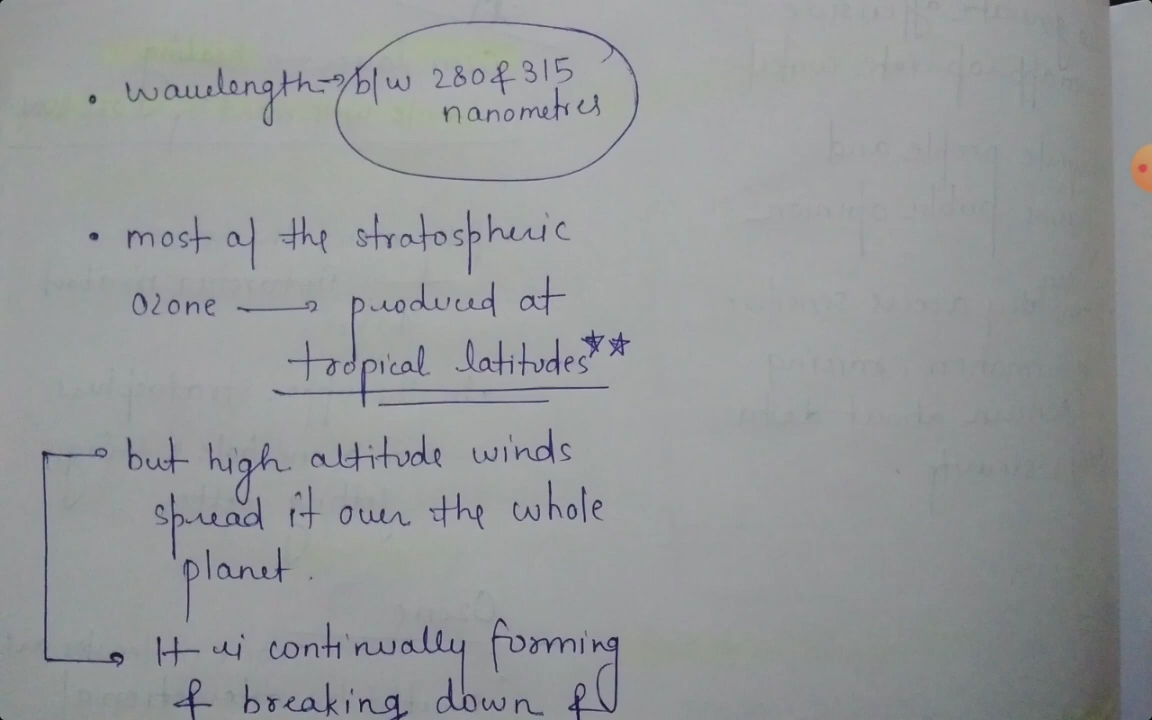 • wavelength → b/w 280 & 315
nanometres
• most of the stratospheric
ozone → produced at
tropical latitudes☆☆
→ but high altitude winds
spread it over the whole
planet.
→ It is continually forming
& breaking down &